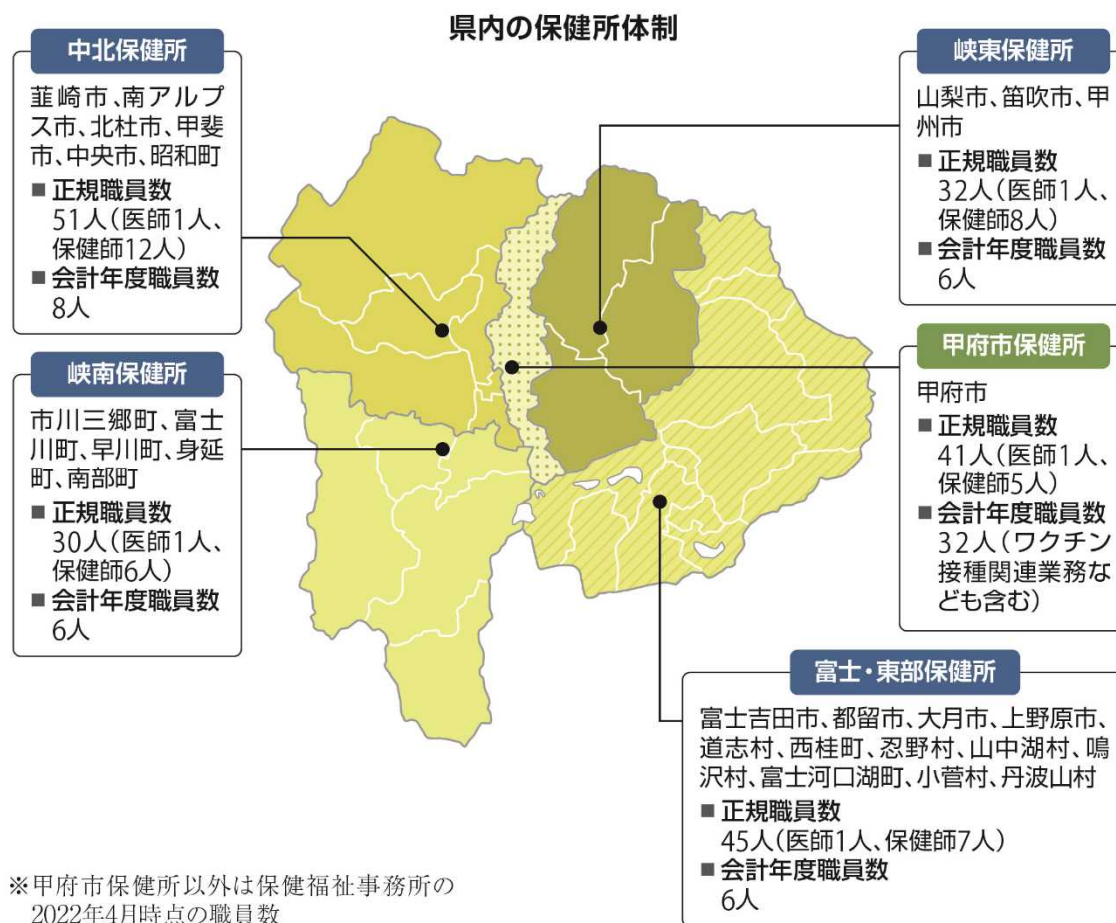 県内の保健所体制
中北保健所
韮崎市、南アルプ
ス市、北杜市、甲斐
市、中央市、昭和町
■ 正規職員数
51人（医師1人、
保健師12人）
■ 会計年度職員数
8人
峡南保健所
市川三郷町、富士
川町、早川町、身延
町、南部町
■ 正規職員数
30人（医師1人、
保健師6人）
■ 会計年度職員数
6人
峡東保健所
山梨市、笛吹市、甲
州市
■ 正規職員数
32人（医師1人、
保健師8人）
■ 会計年度職員数
6人
甲府市保健所
甲府市
■ 正規職員数
41人（医師1人、
保健師5人）
■ 会計年度職員数
32人（ワクチン
接種関連業務な
ども含む）
富士・東部保健所
富士吉田市、都留市、大月市、上野原市、
道志村、西桂町、忍野村、山中湖村、鳴
沢村、富士河口湖町、小菅村、丹波山村
■ 正規職員数
45人（医師1人、保健師7人）
■ 会計年度職員数
6人
※甲府市保健所以外は保健福祉事務所の
2022年4月時点の職員数